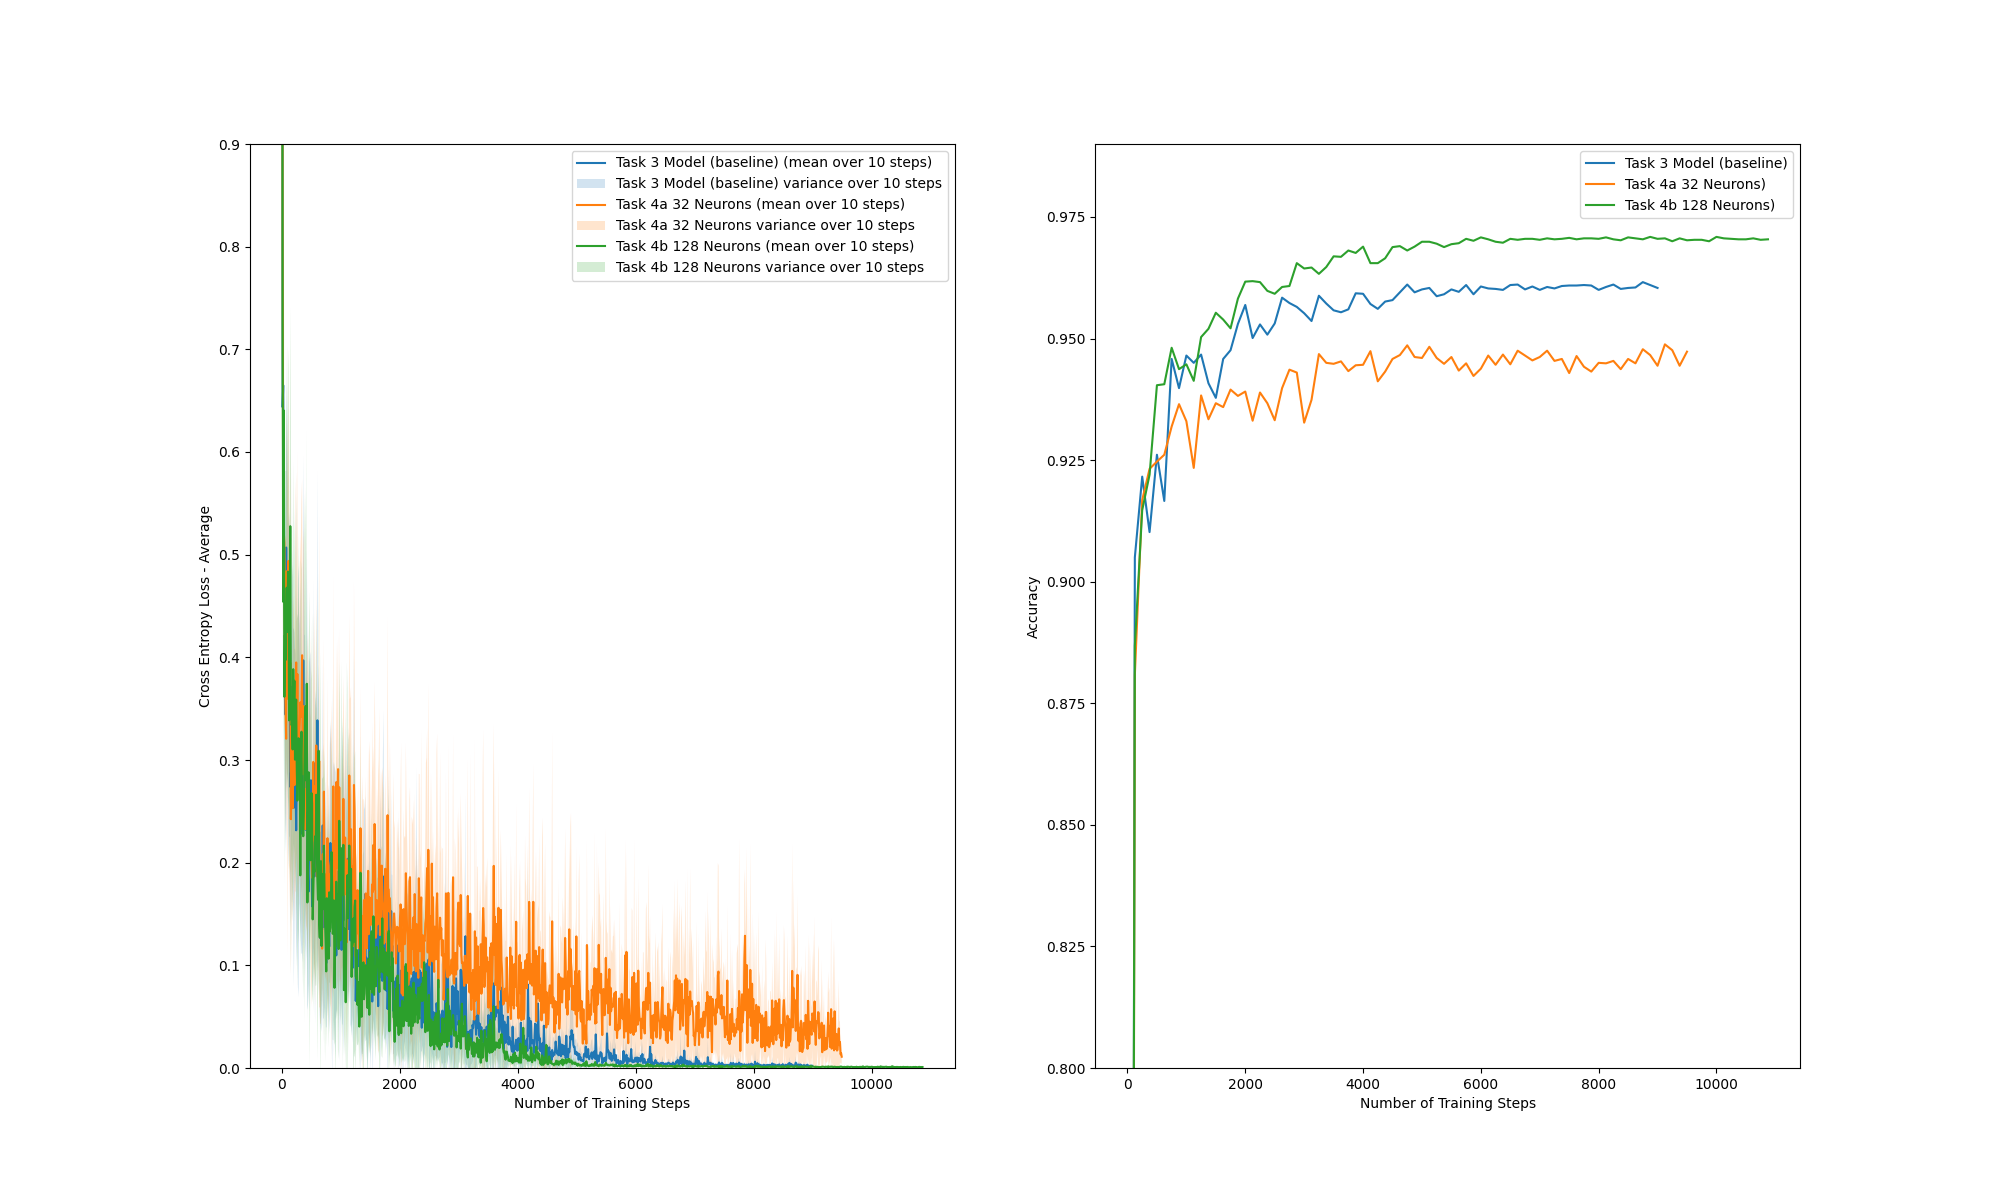 Cross Entropy Loss - Average
0.9
0.8
0.7
0.6
0.5
0.4
0.3
0.2
0.1
0.0
Task 3 Model (baseline) (mean over 10 steps)
Task 3 Model (baseline) variance over 10 steps
Task 4a 32 Neurons (mean over 10 steps)
Task 4a 32 Neurons variance over 10 steps
Task 4b 128 Neurons (mean over 10 steps)
Task 4b 128 Neurons variance over 10 steps
0 2000 4000 6000 8000 10000
Number of Training Steps
Accuracy
0.975
0.950
0.925
0.900
0.875
0.850
0.825
0.800
Task 3 Model (baseline)
Task 4a 32 Neurons)
Task 4b 128 Neurons)
0 2000 4000 6000 8000 10000
Number of Training Steps